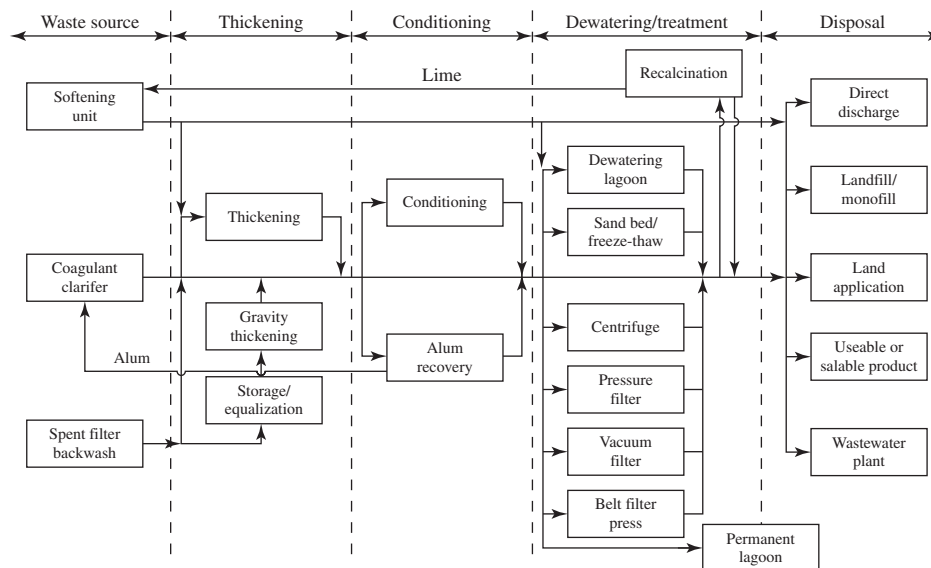 Waste source
Thickening
Conditioning
Dewatering/treatment
Disposal
Lime
Recalcination
Softening
unit
Direct
discharge
Dewatering
lagoon
Thickening
Conditioning
Landfill/
monofill
Sand bed/
freeze-thaw
Coagulant
clarifer
Land
application
Gravity
thickening
Centrifuge
Alum
Alum
recovery
Useable or
salable product
Storage/
equalization
Pressure
filter
Spent filter
backwash
Vacuum
filter
Wastewater
plant
Belt filter
press
Permanent
lagoon